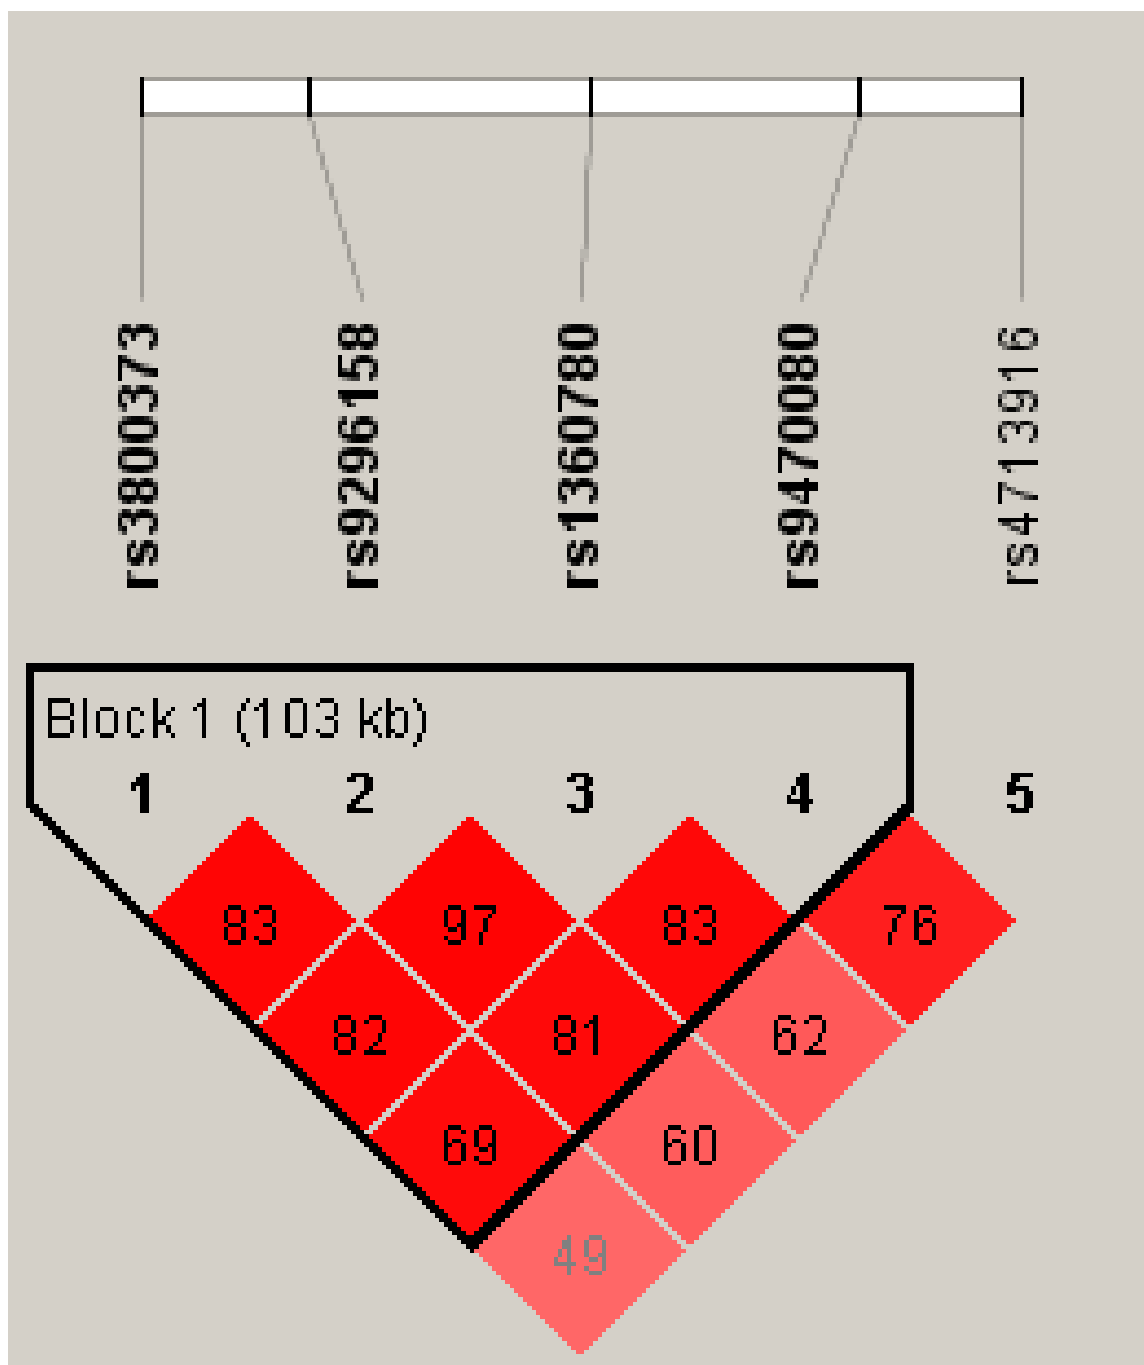 rs3800373
rs9296158
rs1360780
rs9470080
rs4713916
Block 1 (103 kb)
1 2 3 4 5
83 97 83 76
82 81 62
69 60
49